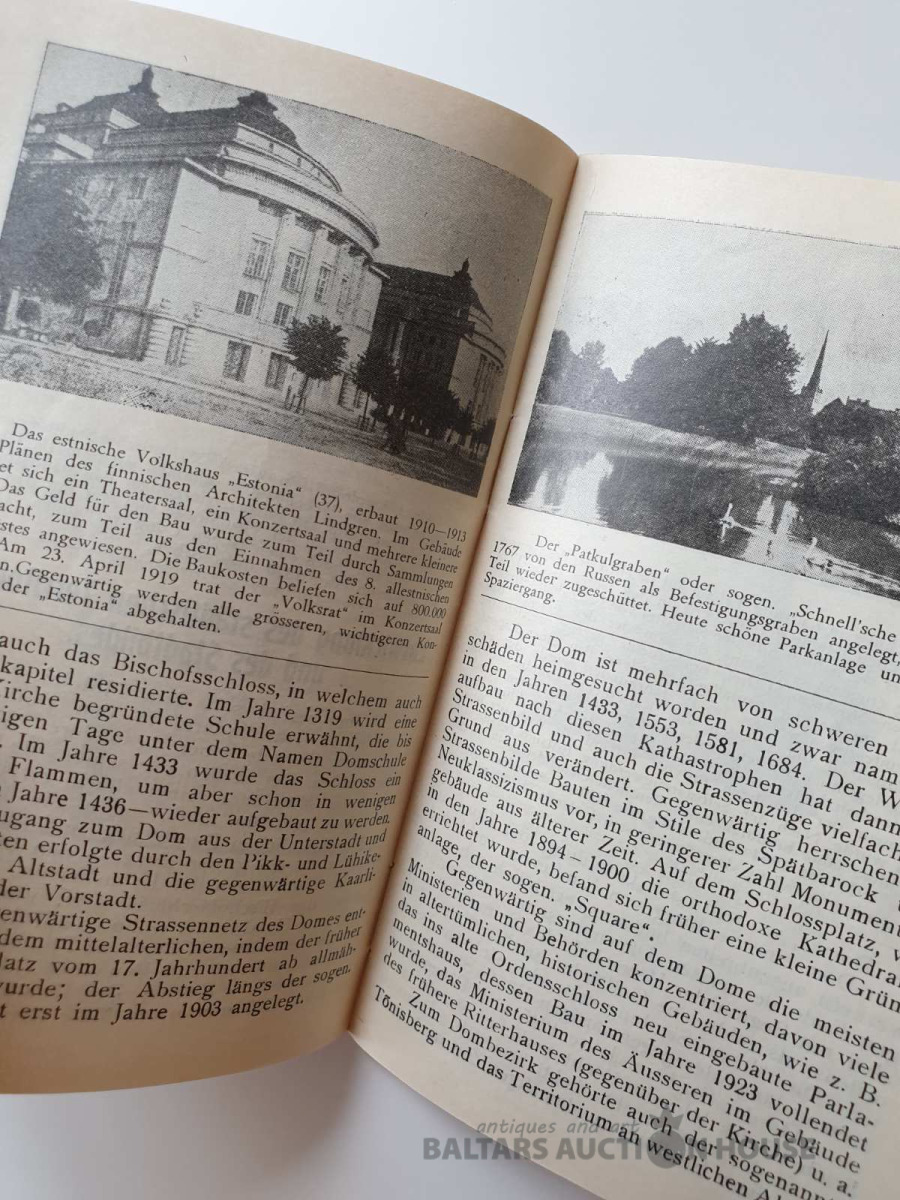 Das estnische Volkshaus „Estonia“ (37), erbaut 1910—1913
Plänen des finnischen Architekten Lindgren. Im Gebäude
et sich ein Theatersaal, ein Konzertsaal und mehrere kleinere
Das Geld für den Bau wurde zum Teil durch Sammlungen
acht, zum Teil aus den Einnahmen des 8. allestnischen
stes angewiesen. Die Baukosten beliefen sich auf 800.000
Am 23. April 1919 trat der „Volksrat“ im Konzertsaal
n. Gegenwärtig werden alle grösseren, wichtigeren Kon-
der „Estonia“ abgehalten.
auch das Bischofsschloss, in welchem auch
kapitel residierte. Im Jahre 1319 wird eine
Kirche begründete Schule erwähnt, die bis
igen Tage unter dem Namen Domschule
. Im Jahre 1433 wurde das Schloss ein
Flammen, um aber schon in wenigen
Jahre 1436—wieder aufgebaut zu werden.
ugang zum Dom aus der Unterstadt und
ten erfolgte durch den Pikk- und Lühike-
Altstadt und die gegenwärtige Kaarli-
der Vorstadt.
enwärtige Strassennetz des Domes ent-
dem mittelalterlichen, indem der früher
latz vom 17. Jahrhundert ab allmäh-
wurde; der Abstieg längs der sogen.
t erst im Jahre 1903 angelegt.
Der „Patkulgraben“ oder sogen. „Schnell'sche
1767 von den Russen als Befestigungsgraben angelegt,
Teil wieder zugeschüttet. Heute schöne Parkanlage un
Spaziergang.
Der Dom ist mehrfach von schweren
schäden heimgesucht worden und zwar nam
in den Jahren 1433, 1553, 1581, 1684. Der W
aufbau nach diesen Kathastrophen hat dann
Strassenbild und auch die Strassenzüge vielfach
Grund aus verändert. Gegenwärtig herrschen
Strassenbilde Bauten im Stile des Spätbarock
Neuklassizismus vor, in geringerer Zahl Monument
gebäude aus älterer Zeit. Auf dem Schlossplatz, w
in den Jahren 1894–1900 die orthodoxe Kathedra
errichtet wurde, befand sich früher eine kleine Grün
anlage, der sogen. „Square“.
Gegenwärtig sind auf dem Dome die meisten
Ministerien und Behörden konzentriert, davon viele
in altertümlichen, historischen Gebäuden, wie z. B.
das ins alte Ordensschloss neu eingebaute Parla-
mentshaus, dessen Bau im Jahre 1923 vollendet
wurde, das Ministerium des Äusseren im Gebäude
des frühere Ritterhauses (gegenüber der Kirche) u. a.
Zum Dombezirk gehörte auch der sogenann
Tõnisberg und das Territorium an westlichen A
antiques and art
BALTARS AUCTION HOUSE